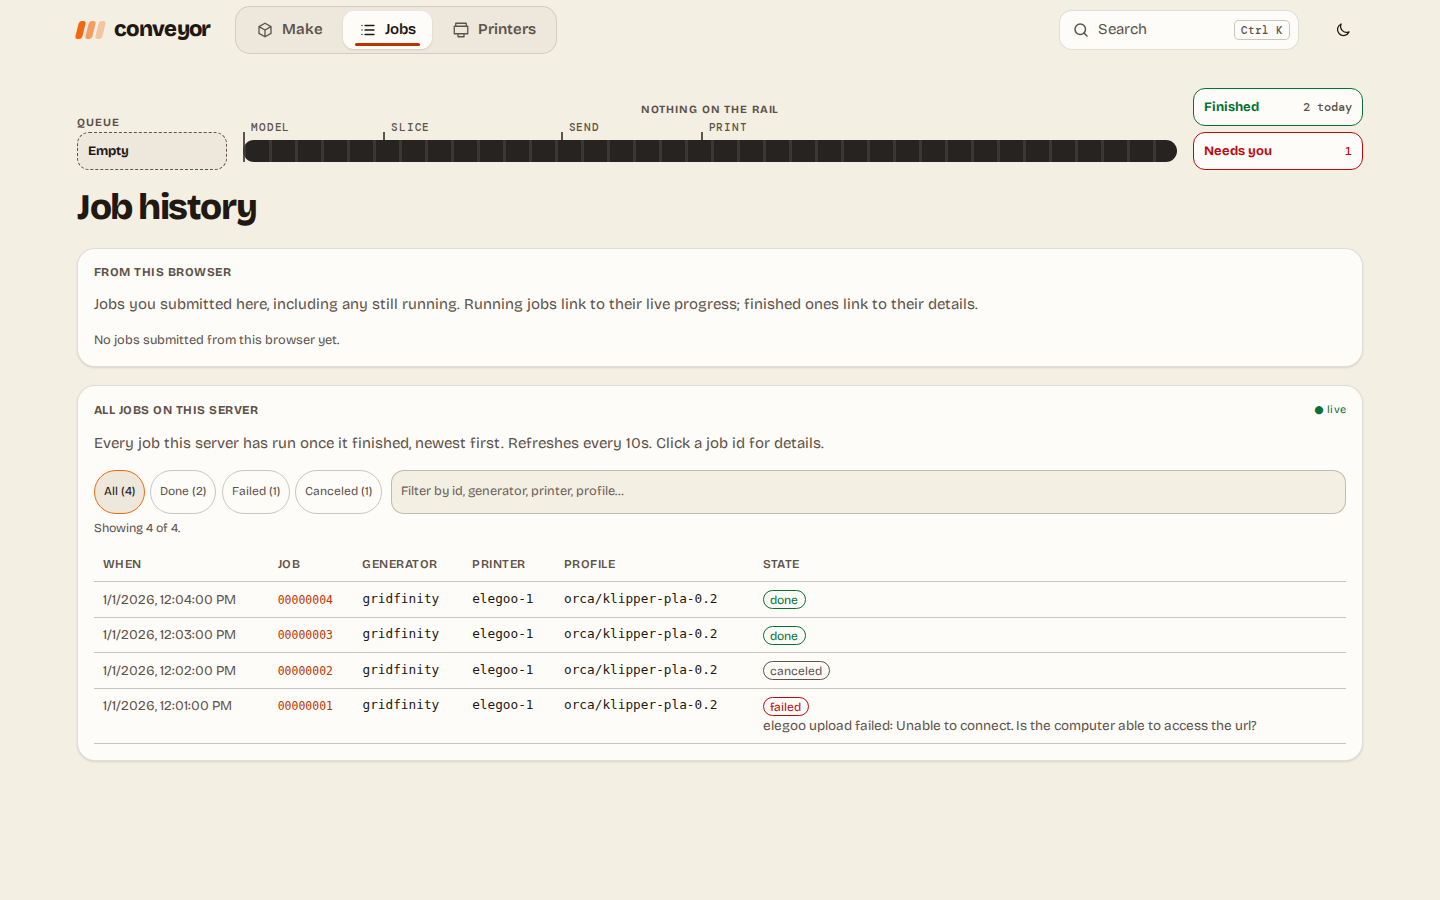 conveyor
Make
Jobs
Printers
Search
Ctrl K
QUEUE
Empty
NOTHING ON THE RAIL
MODEL
SLICE
SEND
PRINT
Finished 2 today
Needs you 1
Job history
FROM THIS BROWSER
Jobs you submitted here, including any still running. Running jobs link to their live progress; finished ones link to their details.
No jobs submitted from this browser yet.
ALL JOBS ON THIS SERVER
live
Every job this server has run once it finished, newest first. Refreshes every 10s. Click a job id for details.
All (4)
Done (2)
Failed (1)
Canceled (1)
Filter by id, generator, printer, profile...
Showing 4 of 4.
WHEN JOB GENERATOR PRINTER PROFILE STATE
1/1/2026, 12:04:00 PM 00000004 gridfinity elegoo-1 orca/klipper-pla-0.2 done
1/1/2026, 12:03:00 PM 00000003 gridfinity elegoo-1 orca/klipper-pla-0.2 done
1/1/2026, 12:02:00 PM 00000002 gridfinity elegoo-1 orca/klipper-pla-0.2 canceled
1/1/2026, 12:01:00 PM 00000001 gridfinity elegoo-1 orca/klipper-pla-0.2 failed
elegoo upload failed: Unable to connect. Is the computer able to access the url?